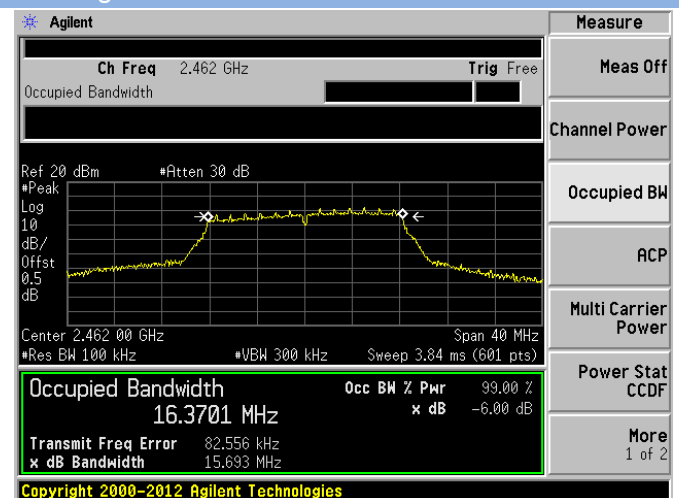 Agilent
Measure
Ch Freq 2.462 GHz Trig Free
Occupied Bandwidth
Meas Off
Channel Power
Occupied BW
ACP
Multi Carrier
Power
Power Stat
CCDF
More
1 of 2
Ref 20 dBm #Atten 30 dB
#Peak
Log
10
dB/
Offst
0.5
dB
Center 2.462 00 GHz Span 40 MHz
#Res BW 100 kHz #VBW 300 kHz Sweep 3.84 ms (601 pts)
Occupied Bandwidth Occ BW % Pwr 99.00 %
16.3701 MHz x dB -6.00 dB
Transmit Freq Error 82.556 kHz
x dB Bandwidth 15.693 MHz
Copyright 2000-2012 Agilent Technologies